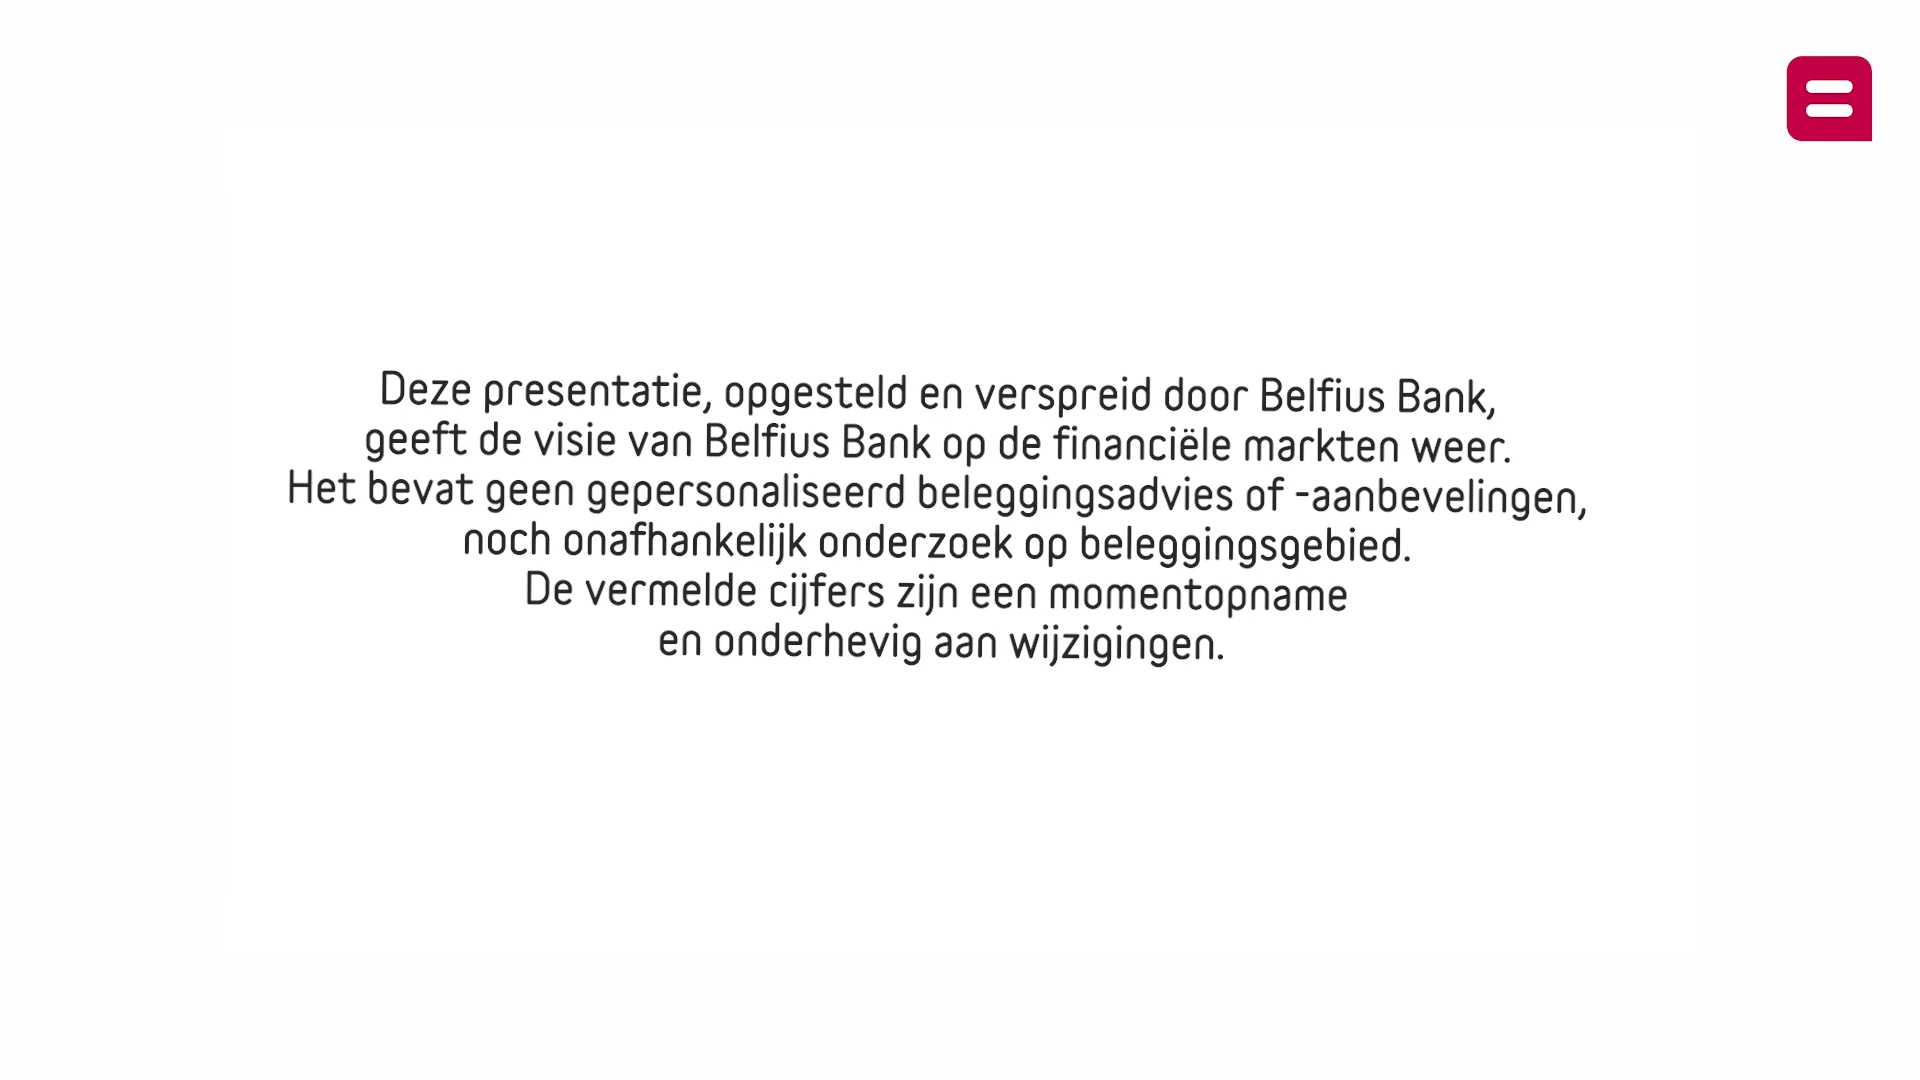 Deze presentatie, opgesteld en verspreid door Belfius Bank,
geeft de visie van Belfius Bank op de financiële markten weer.
Het bevat geen gepersonaliseerd beleggingsadvies of -aanbevelingen,
noch onafhankelijk onderzoek op beleggingsgebied.
De vermelde cijfers zijn een momentopname
en onderhevig aan wijzigingen.